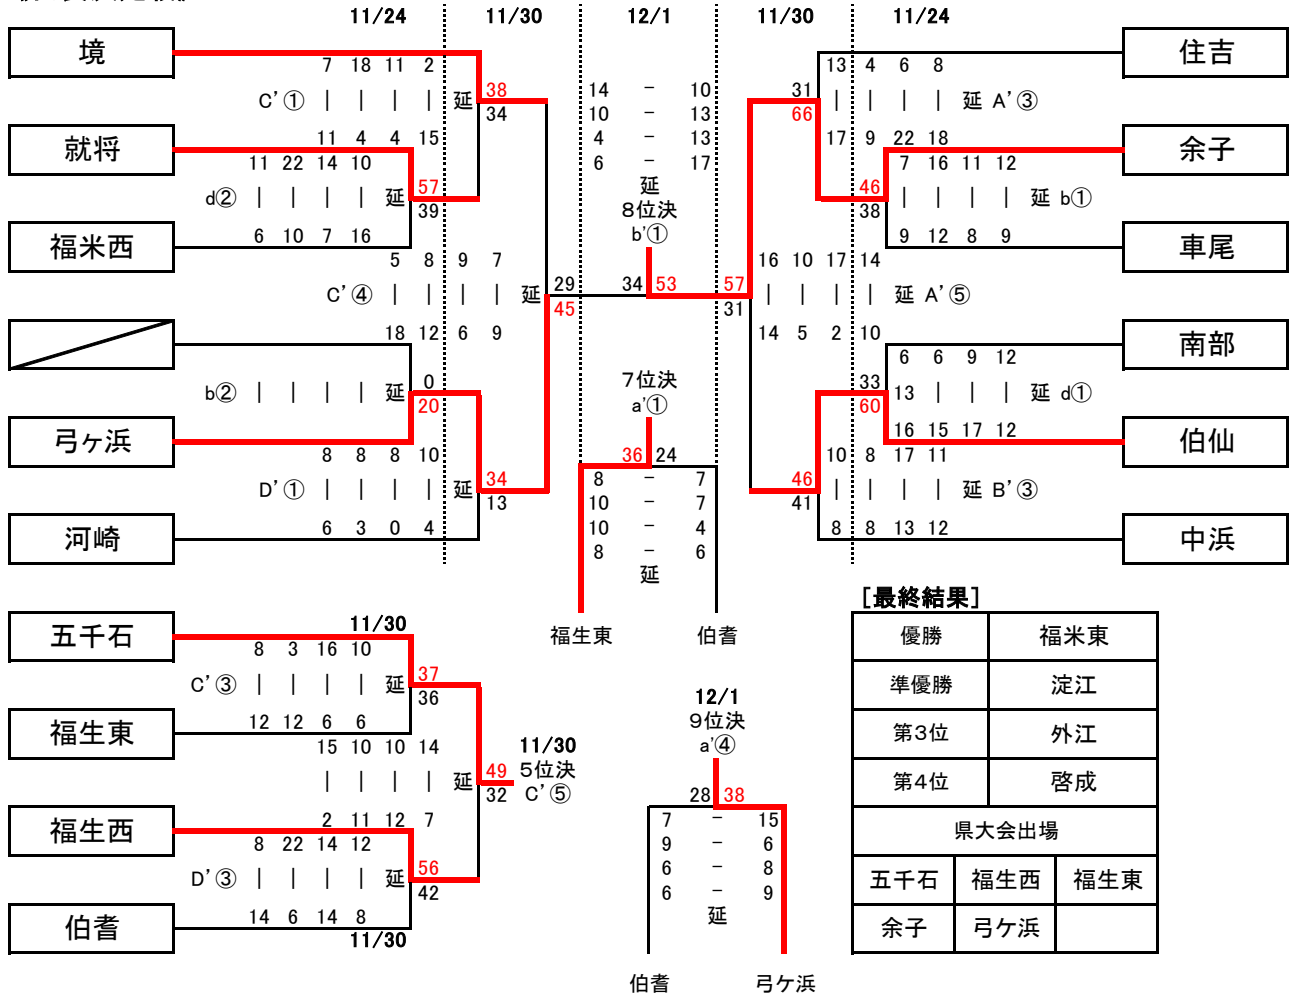 11/24 11/30 12/1 11/30 11/24
境 住吉
7 18 11 2
13 4 6 8
C'① | | | | 延 38 34
14 - 10
10 - 13
4 - 13
6 - 17
延
8位決
b'①
31 66 | | | | 延 A'③
11 4 4 15
17 9 22 18
就将 余子
11 22 14 10
7 16 11 12
d② | | | | 延 57 39
46 38 | | | | 延 b①
6 10 7 16
9 12 8 9
福米西 車尾
5 8 9 7
16 10 17 14
C'④ | | | | 延 29 45
34 53
57 31 | | | | 延 A'⑤
18 12 6 9
14 5 2 10
南部
6 6 9 12
b② | | | | 延 0 20
33 60 13 | | | 延 d①
16 15 17 12
弓ヶ浜 伯仙
8 8 8 10
10 8 17 11
D'① | | | | 延 34 13
46 41 | | | | 延 B'③
6 3 0 4
8 8 13 12
河崎 中浜
7位決
a'①
36 24
8 - 7
10 - 7
10 - 4
8 - 6
延
福生東 伯耆
五千石
11/30
8 3 16 10
C'③ | | | | 延 37 36
12 12 6 6
福生東
15 10 10 14
| | | | 延 49 32
11/30
5位決
C'⑤
2 11 12 7
福生西
8 22 14 12
D'③ | | | | 延 56 42
14 6 14 8
伯耆
11/30
12/1
9位決
a'④
28 38
7 - 15
9 - 6
6 - 8
6 - 9
延
伯耆 弓ケ浜
[最終結果]
優勝 福米東
準優勝 淀江
第3位 外江
第4位 啓成
県大会出場
五千石 福生西 福生東
余子 弓ケ浜